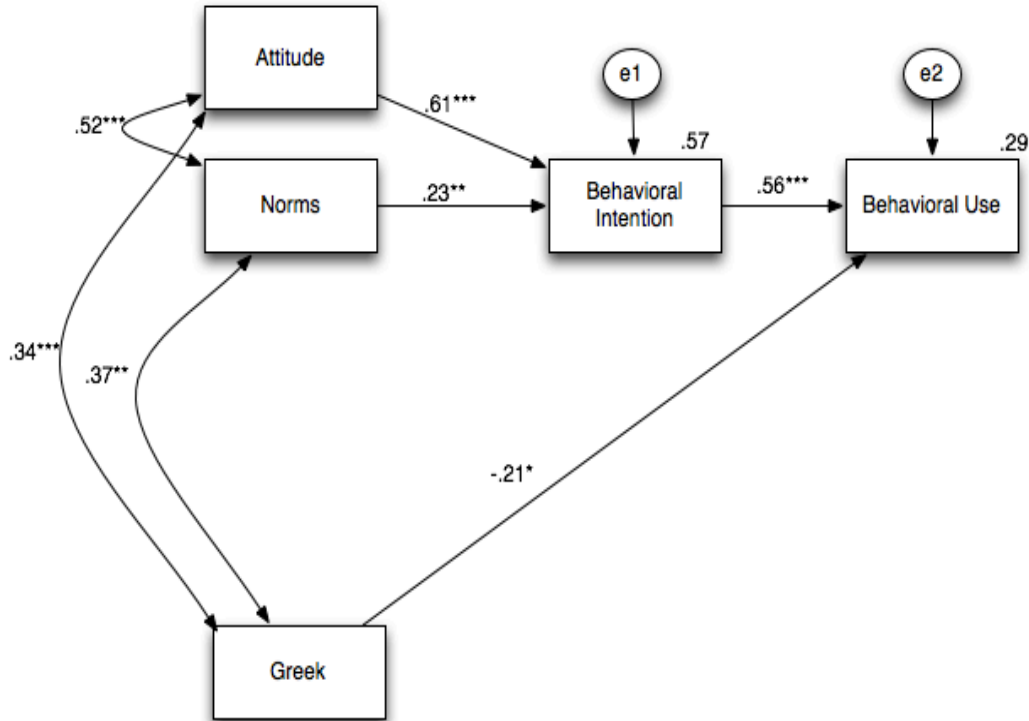 Attitude
e1
e2
.61***
.52***
.57
.29
Norms
.23**
Behavioral
Intention
.56***
Behavioral Use
.34***
.37**
-.21*
Greek